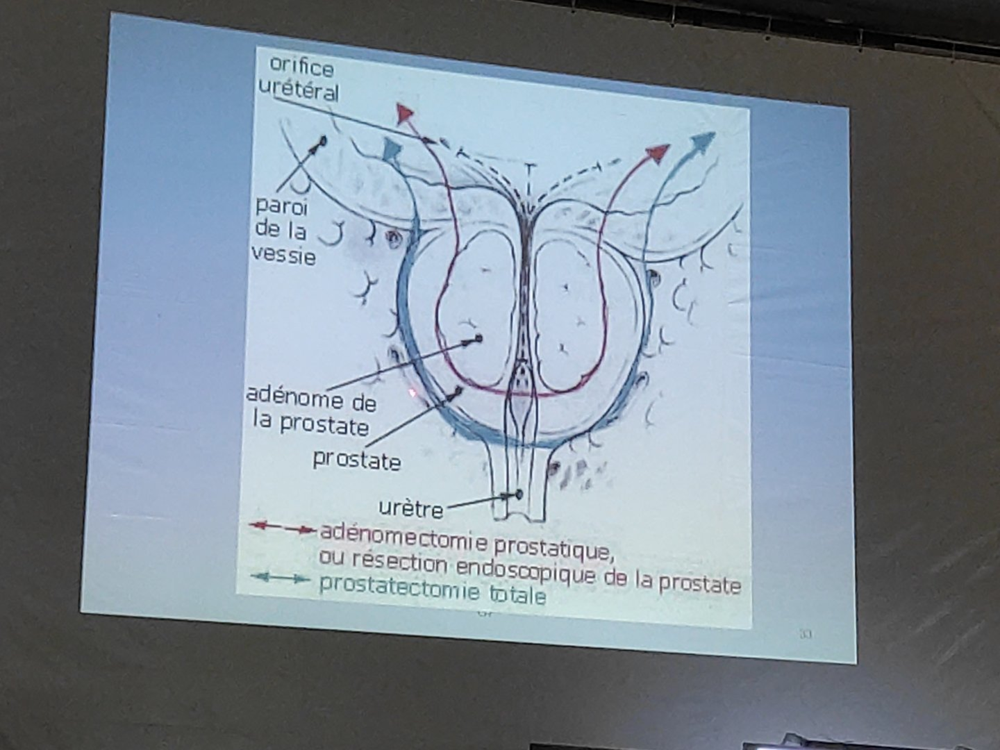 orifice
urétéral
paroi
de la
vessie
adénome de
la prostate
prostate
urètre
adénomectomie prostatique,
ou résection endoscopique de la prostate
prostatectomie totale
33